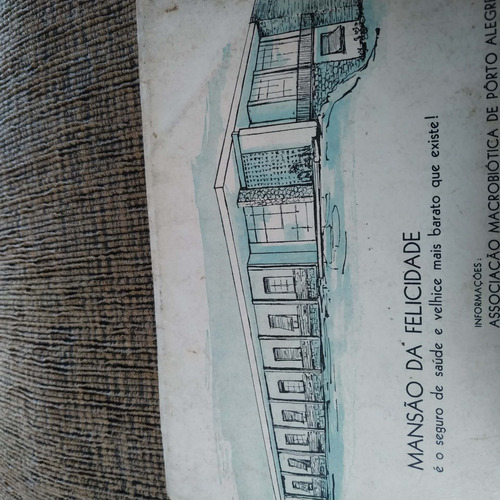 MANSÃO DA FELICIDADE
é o seguro de saúde e velhice mais barato que existe!
INFORMAÇÕES:
ASSOCIAÇÃO MACROBIÓTICA DE PÔRTO ALEGRE